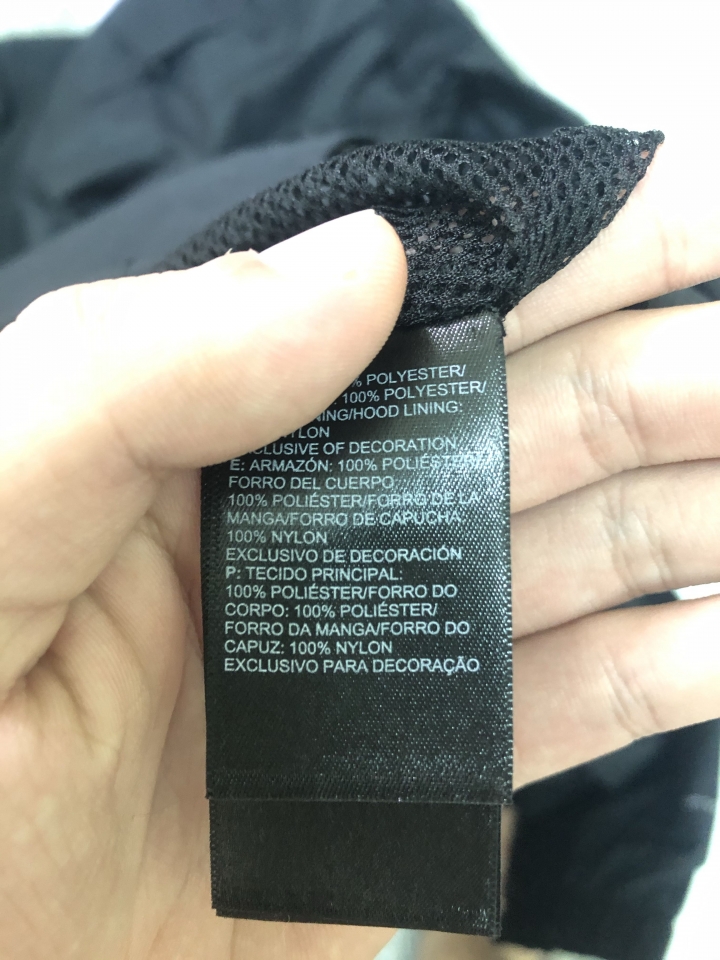 % POLYESTER/
100% POLYESTER/
NING/HOOD LINING:
YLON
CLUSIVE OF DECORATION
E: ARMAZÓN: 100% POLIÉSTER/
FORRO DEL CUERPO:
100% POLIÉSTER/FORRO DE LA
MANGA/FORRO DE CAPUCHA:
100% NYLON
EXCLUSIVO DE DECORACIÓN
P: TECIDO PRINCIPAL:
100% POLIÉSTER/FORRO DO
CORPO: 100% POLIÉSTER/
FORRO DA MANGA/FORRO DO
CAPUZ: 100% NYLON
EXCLUSIVO PARA DECORAÇÃO